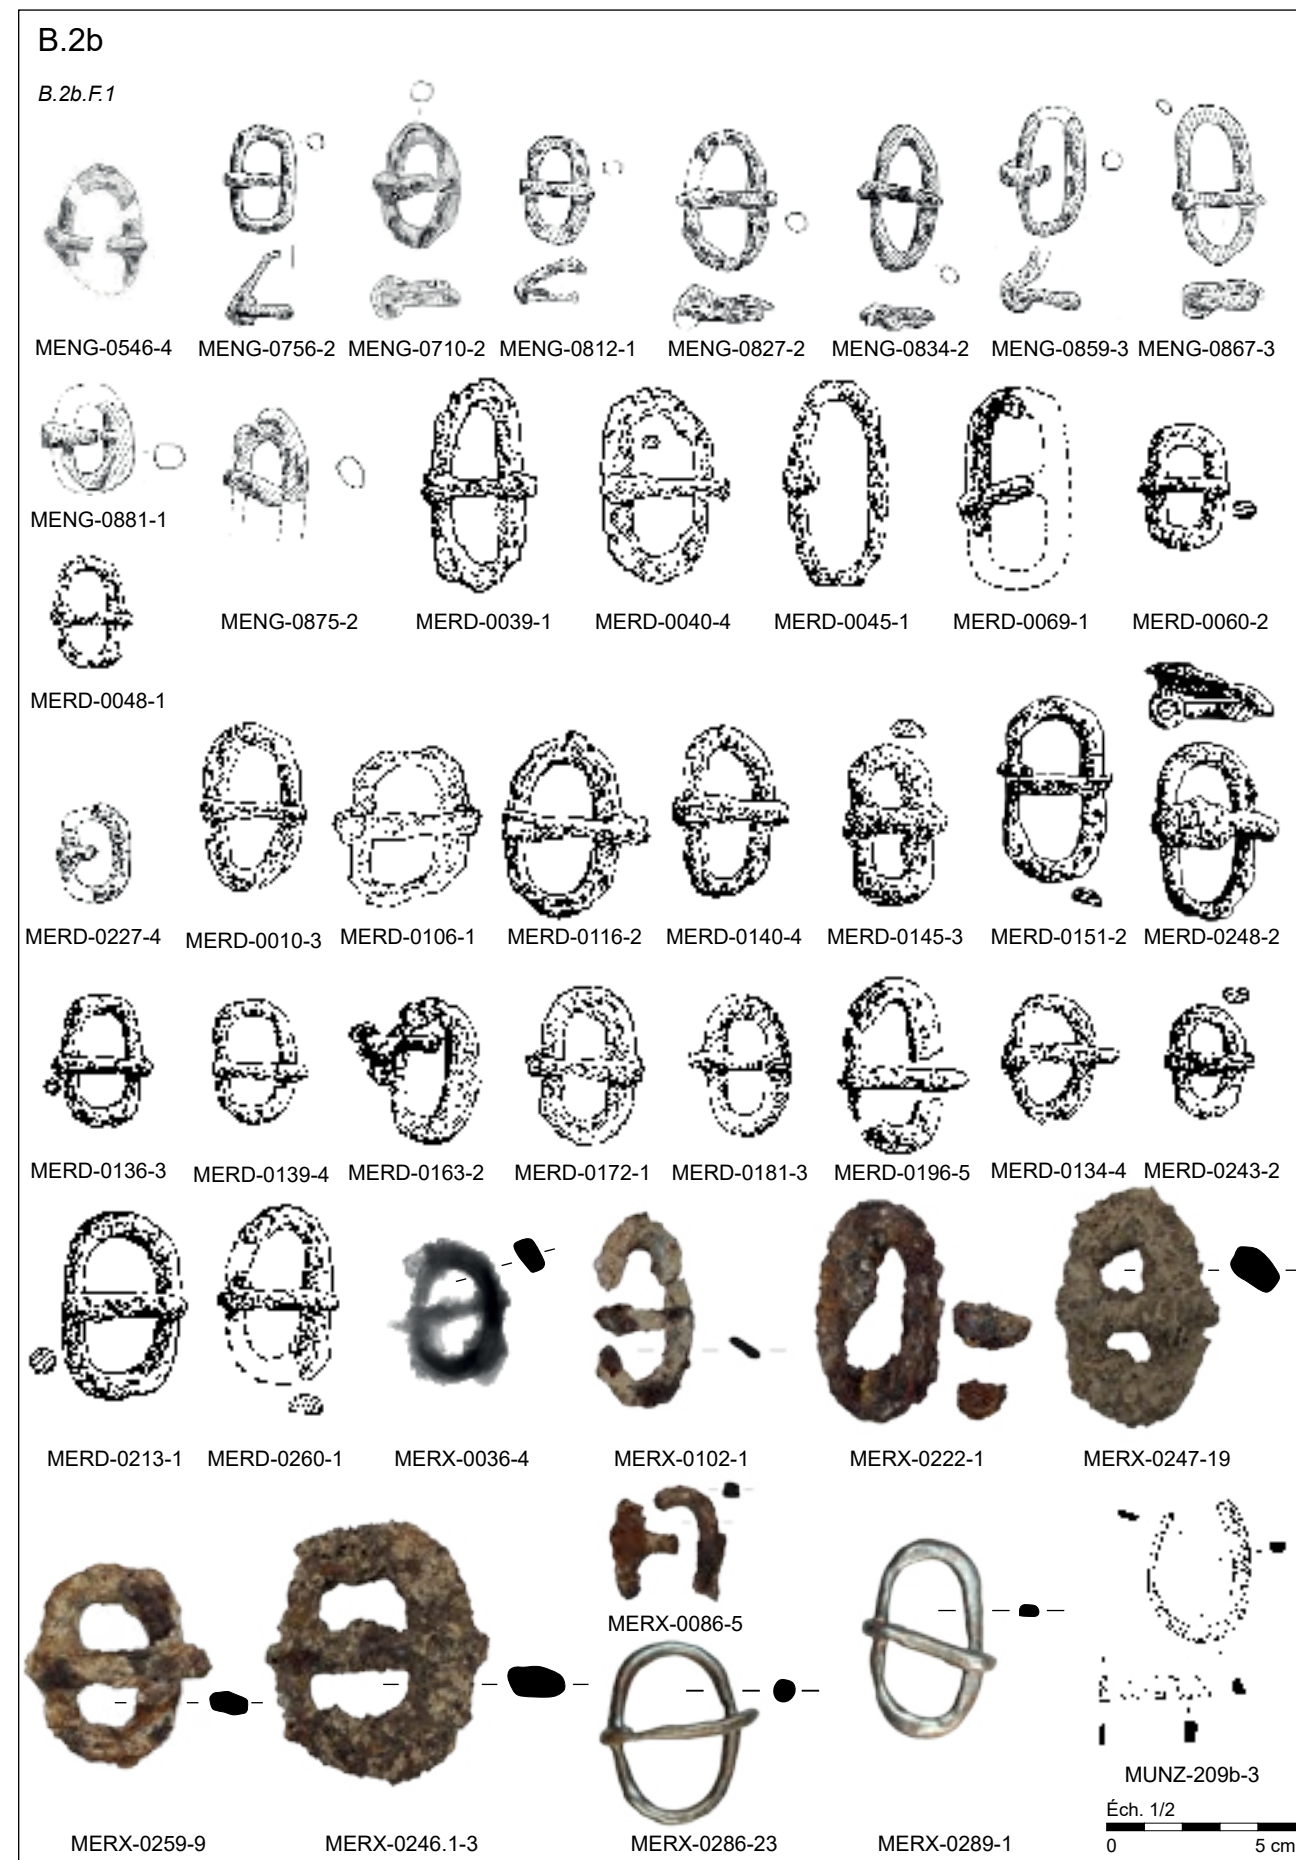 B.2b
B.2b.F.1
MENG-0546-4 MENG-0756-2 MENG-0710-2 MENG-0812-1 MENG-0827-2 MENG-0834-2 MENG-0859-3 MENG-0867-3
MENG-0881-1
MENG-0875-2 MERD-0039-1 MERD-0040-4 MERD-0045-1 MERD-0069-1 MERD-0060-2
MERD-0048-1
MERD-0227-4 MERD-0010-3 MERD-0106-1 MERD-0116-2 MERD-0140-4 MERD-0145-3 MERD-0151-2 MERD-0248-2
MERD-0136-3 MERD-0139-4 MERD-0163-2 MERD-0172-1 MERD-0181-3 MERD-0196-5 MERD-0134-4 MERD-0243-2
MERD-0213-1 MERD-0260-1 MERX-0036-4 MERX-0102-1 MERX-0222-1 MERX-0247-19
MERX-0086-5
MUNZ-209b-3
Éch. 1/2
0 5 cm
MERX-0259-9 MERX-0246.1-3 MERX-0286-23 MERX-0289-1